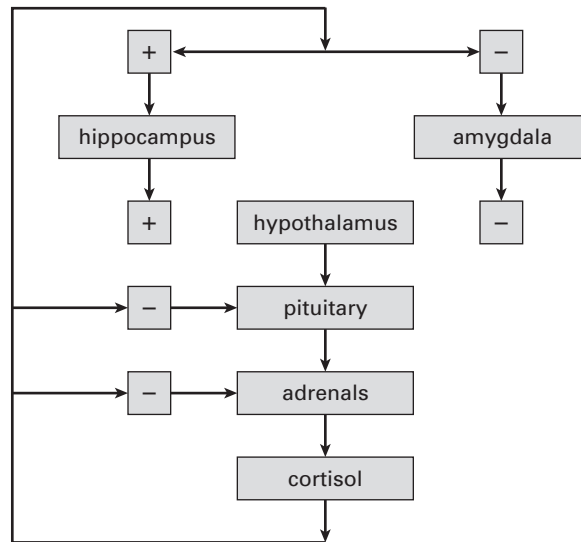 + −
hippocampus amygdala
+ hypothalamus −
− pituitary
− adrenals
cortisol